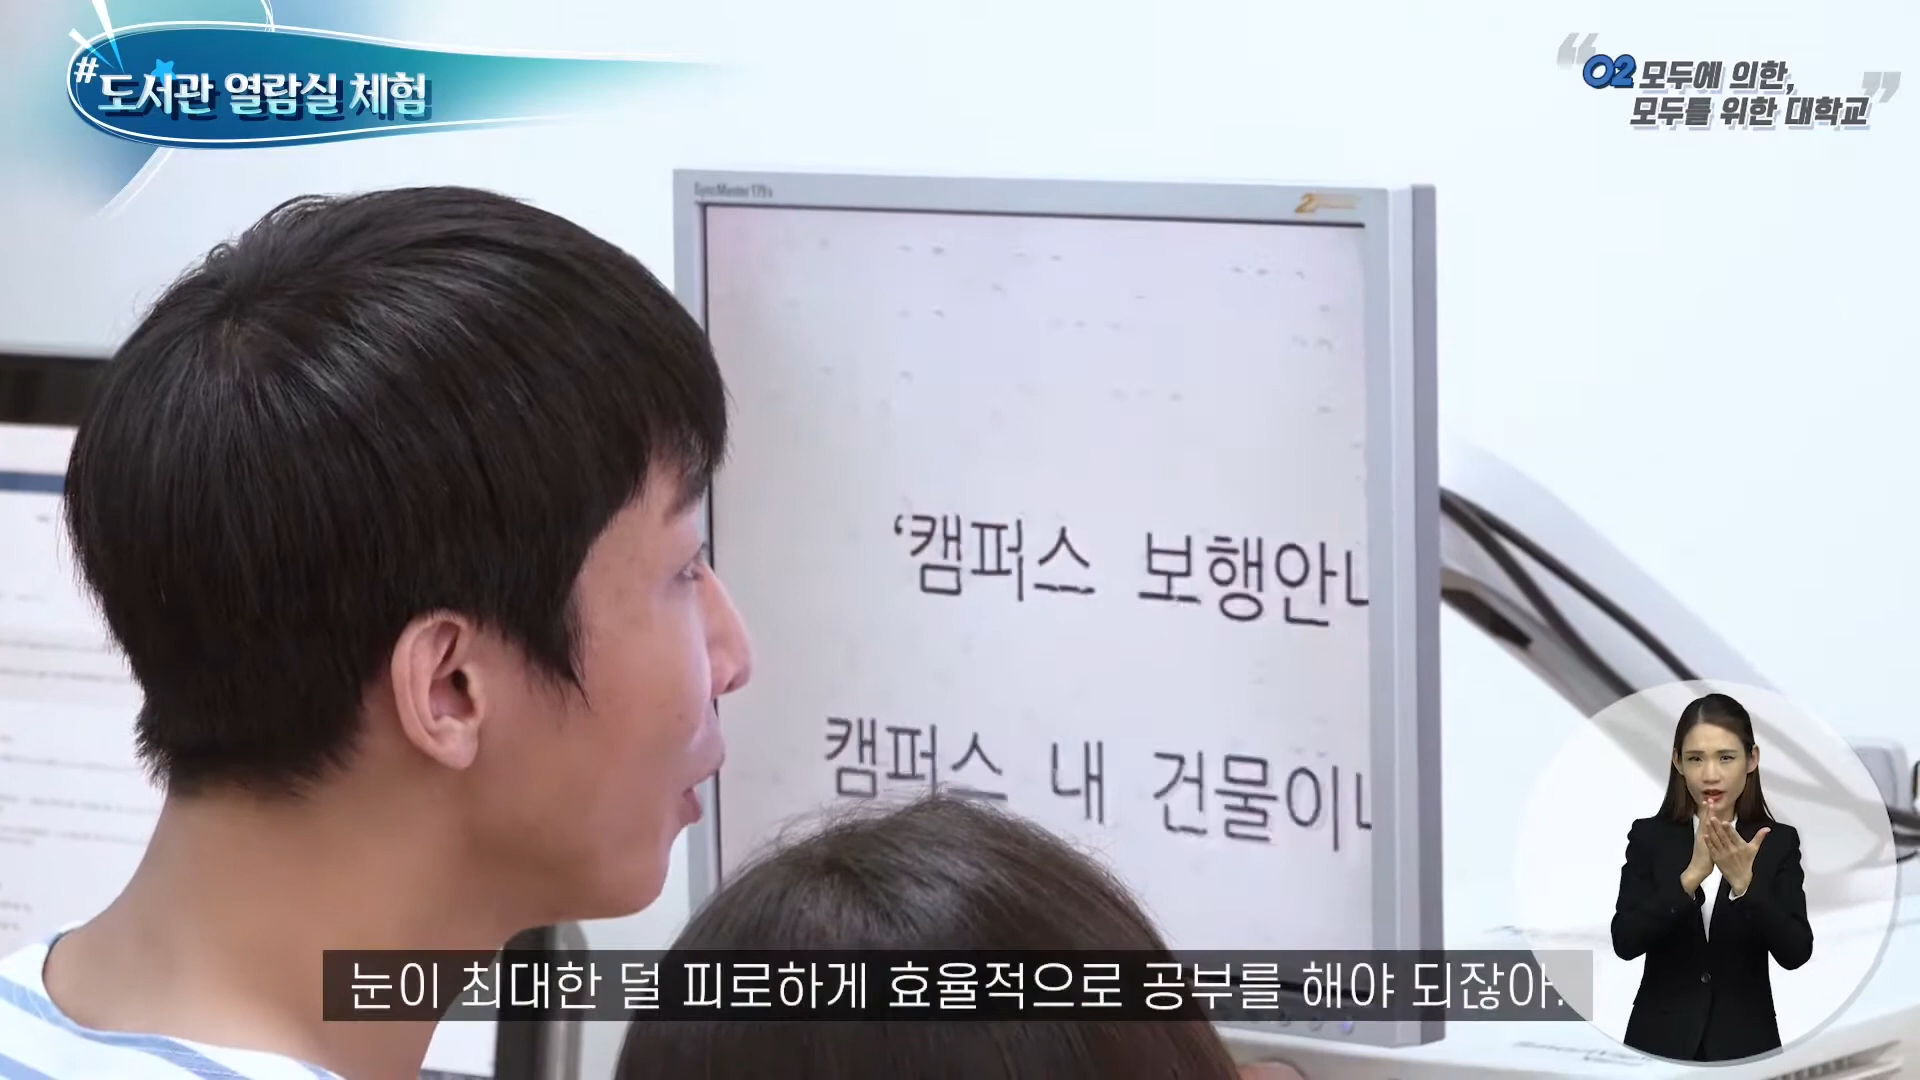 #도서관 열람실 체험
02 모두에 의한,
모두를 위한 대학교
SyncMaster 179s
‘캠퍼스 보행안
캠퍼스 내 건물이
눈이 최대한 덜 피로하게 효율적으로 공부를 해야 되잖아.